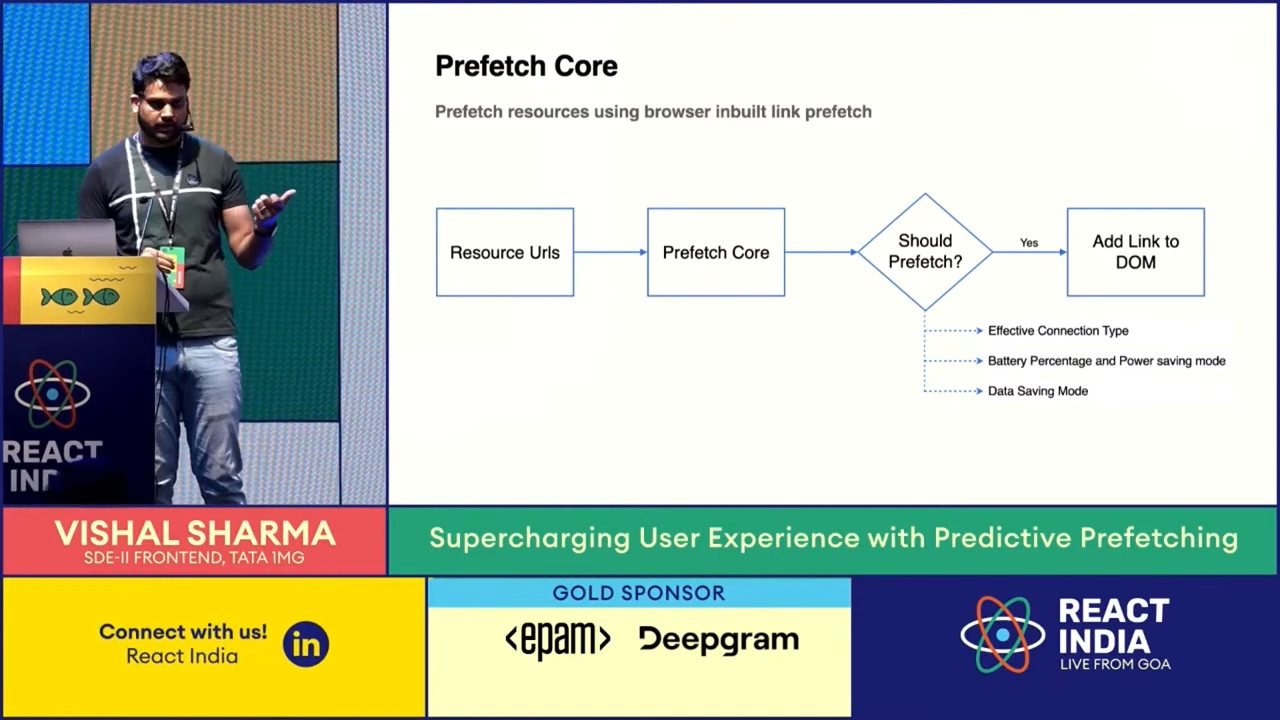 Prefetch Core
Prefetch resources using browser inbuilt link prefetch
Resource Urls
Prefetch Core
Should
Prefetch?
Yes
Add Link to
DOM
Effective Connection Type
Battery Percentage and Power saving mode
Data Saving Mode
REACT
IND
VISHAL SHARMA
SDE-II FRONTEND, TATA 1MG
Supercharging User Experience with Predictive Prefetching
Connect with us!
React India
in
GOLD SPONSOR
<epam>
Deepgram
REACT
INDIA
LIVE FROM GOA